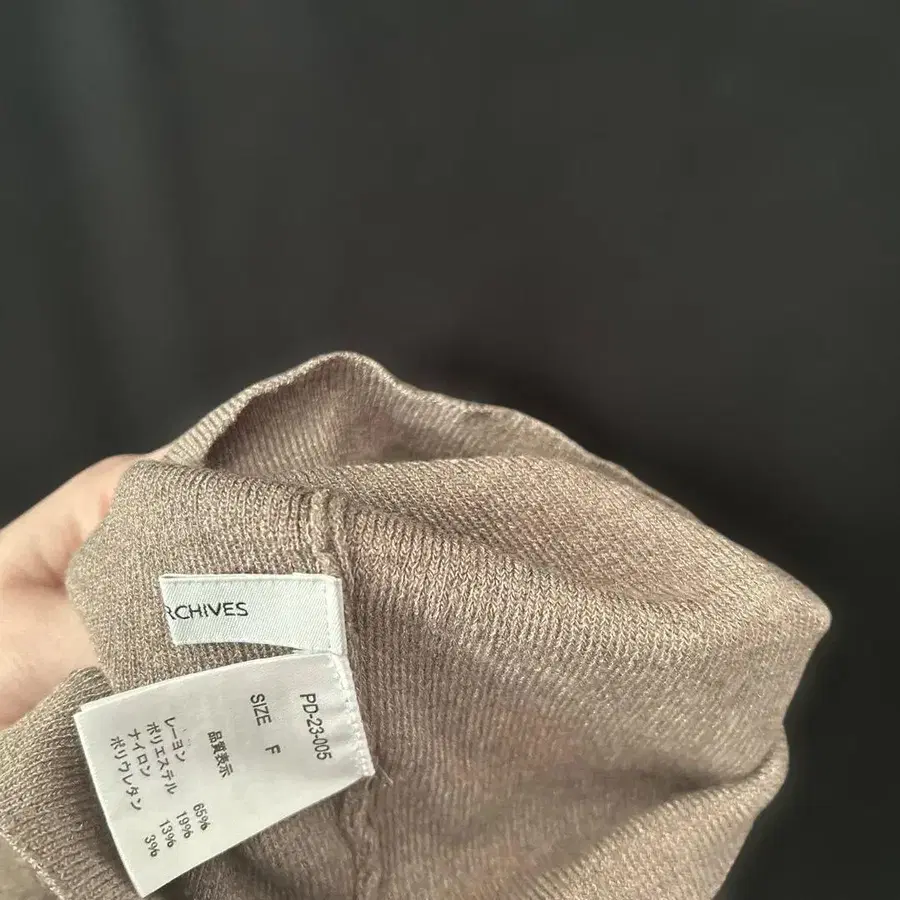 RCHIVES
PD-23-005
SIZE F
品質表示
レーヨン 65%
ポリエステル 19%
ナイロン 13%
ポリウレタン 3%